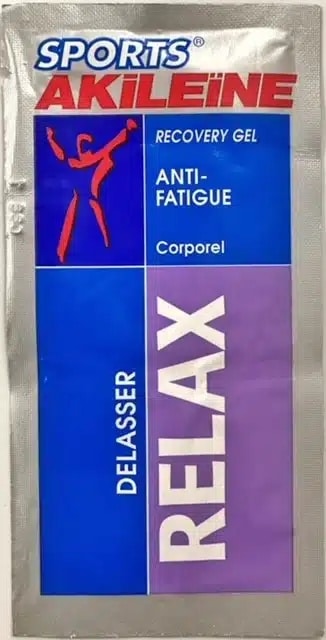 SPORTS®
AKiLEïNE
RECOVERY GEL
ANTI-
FATIGUE
Corporel
DELASSER
RELAX